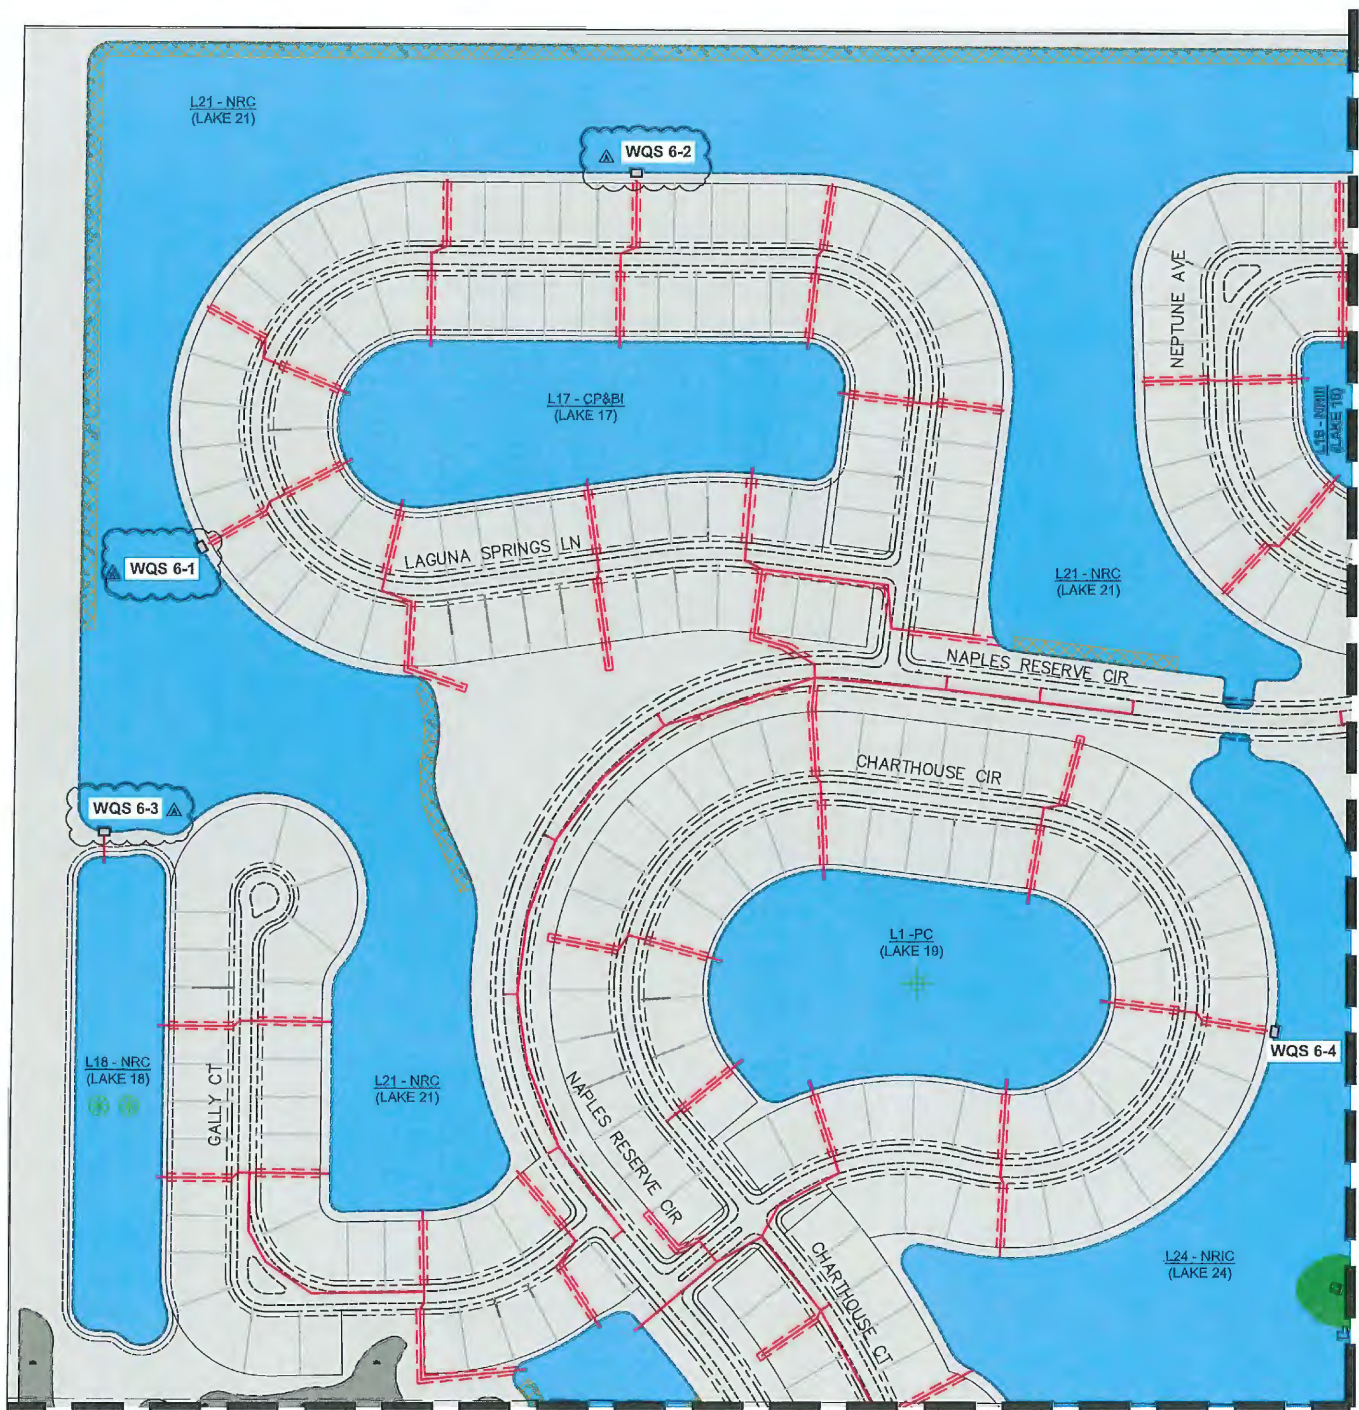 L21 - NRC
(LAKE 21)
WQS 6-2
NEPTUNE AVE
L17 - CP&BI
(LAKE 17)
LAGUNA SPRINGS LN
WQS 6-1
L21 - NRC
(LAKE 21)
NAPLES RESERVE CIR
CHARTHOUSE CIR
WQS 6-3
L1 -PC
(LAKE 19)
WQS 6-4
L18 - NRC
(LAKE 18)
L21 - NRC
(LAKE 21)
GALLY CT
NAPLES RESERVE CIR
CHARTHOUSE CT
L24 - NRIC
(LAKE 24)